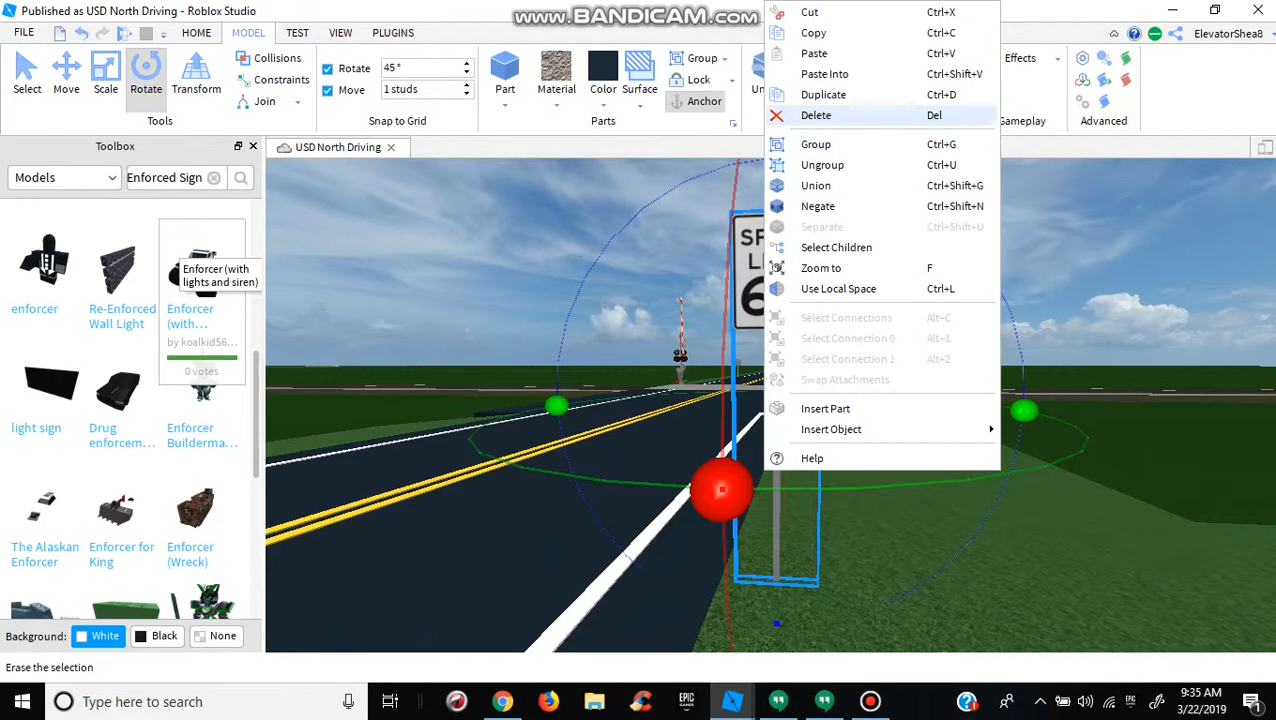 Published as USD North Driving - Roblox Studio
www.BANDICAM.com
FILE
HOME
MODEL
TEST
VIEW
PLUGINS
ElevatorShea8
Select
Move
Scale
Rotate
Transform
Tools
Collisions
Constraints
Join
Rotate
45 °
Move
1 studs
Snap to Grid
Part
Material
Color
Surface
Group
Lock
Anchor
Parts
Effects
Gameplay
Advanced
Toolbox
USD North Driving
Models
Enforced Sign
enforcer
Re-Enforced
Wall Light
Enforcer
(with...
by koalkid56...
0 votes
Enforcer (with
lights and siren)
light sign
Drug
enforcem...
Enforcer
Builderma...
The Alaskan
Enforcer
Enforcer for
King
Enforcer
(Wreck)
Background:
White
Black
None
Erase the selection
Cut Ctrl+X
Copy Ctrl+C
Paste Ctrl+V
Paste Into Ctrl+Shift+V
Duplicate Ctrl+D
Delete Del
Group Ctrl+G
Ungroup Ctrl+U
Union Ctrl+Shift+G
Negate Ctrl+Shift+N
Separate Ctrl+Shift+U
Select Children
Zoom to F
Use Local Space Ctrl+L
Select Connections Alt+C
Select Connection 0 Alt+1
Select Connection 1 Alt+2
Swap Attachments
Insert Part
Insert Object
Help
Type here to search
EPIC
GAMES
9:35 AM
3/22/2019